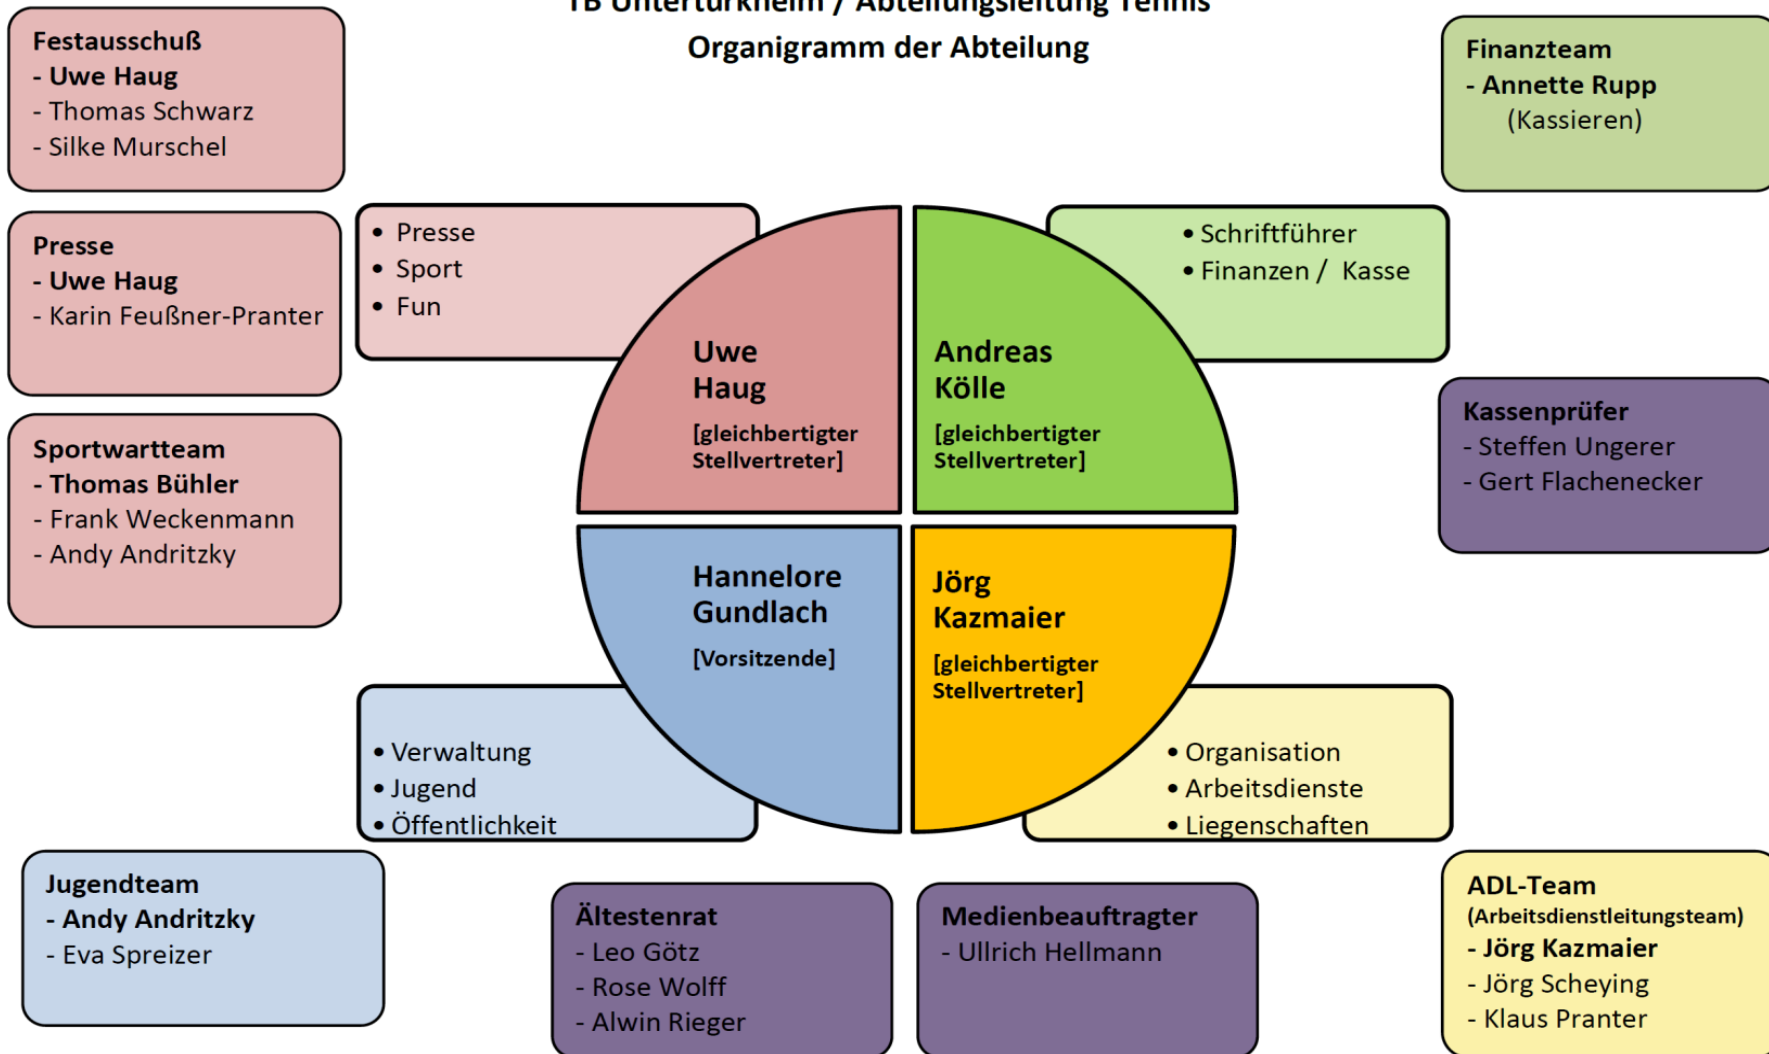 TB Untertürkheim / Abteilungsleitung Tennis
Organigramm der Abteilung
Festausschuß
- Uwe Haug
- Thomas Schwarz
- Silke Murschel
Presse
- Uwe Haug
- Karin Feußner-Pranter
Sportwartteam
- Thomas Bühler
- Frank Weckenmann
- Andy Andritzky
• Presse
• Sport
• Fun
Uwe
Haug
[gleichbertigter
Stellvertreter]
Andreas
Kölle
[gleichbertigter
Stellvertreter]
• Schriftführer
• Finanzen / Kasse
Finanzteam
- Annette Rupp
(Kassieren)
Kassenprüfer
- Steffen Ungerer
- Gert Flachenecker
Hannelore
Gundlach
[Vorsitzende]
Jörg
Kazmaier
[gleichbertigter
Stellvertreter]
• Verwaltung
• Jugend
• Öffentlichkeit
• Organisation
• Arbeitsdienste
• Liegenschaften
Jugendteam
- Andy Andritzky
- Eva Spreizer
Ältestenrat
- Leo Götz
- Rose Wolff
- Alwin Rieger
Medienbeauftragter
- Ullrich Hellmann
ADL-Team
(Arbeitsdienstleitungsteam)
- Jörg Kazmaier
- Jörg Scheying
- Klaus Pranter